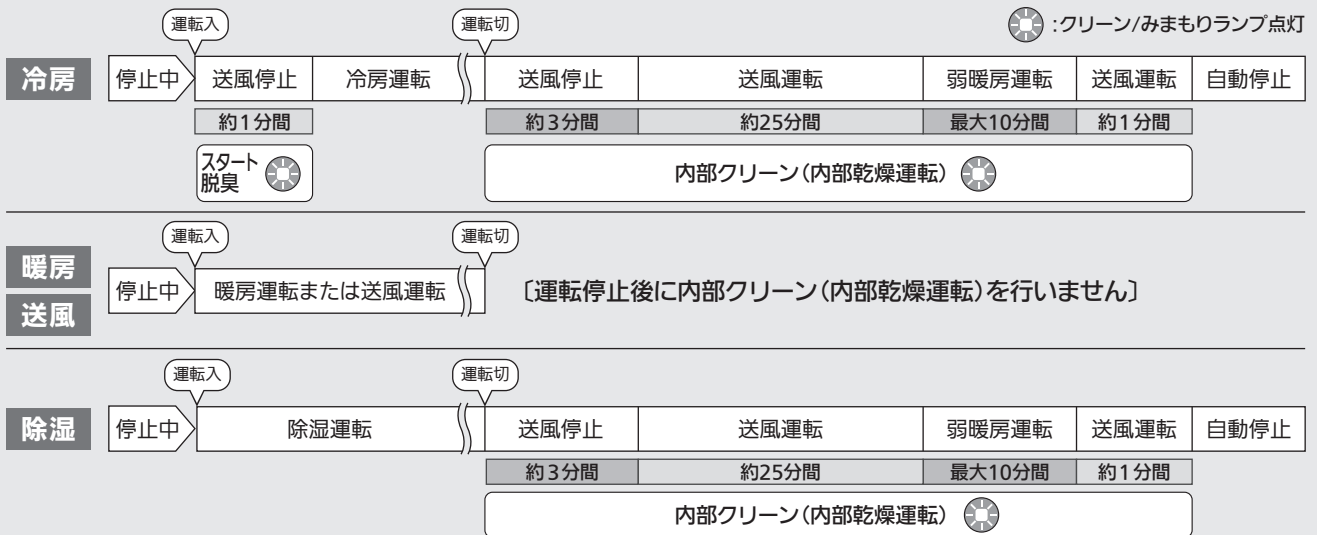 運転入 運転切 :クリーン/みまもりランプ点灯
冷房 停止中 送風停止 冷房運転 送風停止 送風運転 弱暖房運転 送風運転 自動停止
約1分間 約3分間 約25分間 最大10分間 約1分間
スタート
脱臭
内部クリーン(内部乾燥運転)
運転入 運転切
暖房
送風
停止中 暖房運転または送風運転 〔運転停止後に内部クリーン(内部乾燥運転)を行いません〕
運転入 運転切
除湿 停止中 除湿運転 送風停止 送風運転 弱暖房運転 送風運転 自動停止
約3分間 約25分間 最大10分間 約1分間
内部クリーン(内部乾燥運転)